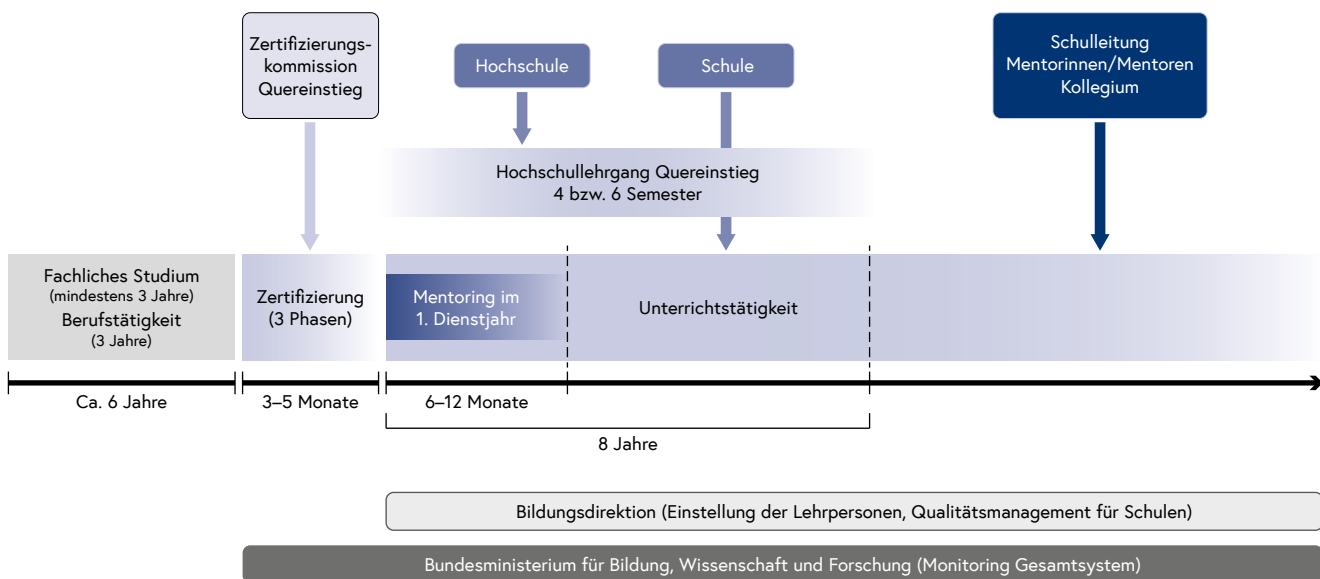 Zertifizierungs-
kommission
Quereinstieg
Hochschule
Schule
Schulleitung
Mentorinnen/Mentoren
Kollegium
Hochschullehrgang Quereinstieg
4 bzw. 6 Semester
Fachliches Studium
(mindestens 3 Jahre)
Berufstätigkeit
(3 Jahre)
Zertifizierung
(3 Phasen)
Mentoring im
1. Dienstjahr
Unterrichtstätigkeit
Ca. 6 Jahre
3–5 Monate
6–12 Monate
8 Jahre
Bildungsdirektion (Einstellung der Lehrpersonen, Qualitätsmanagement für Schulen)
Bundesministerium für Bildung, Wissenschaft und Forschung (Monitoring Gesamtsystem)